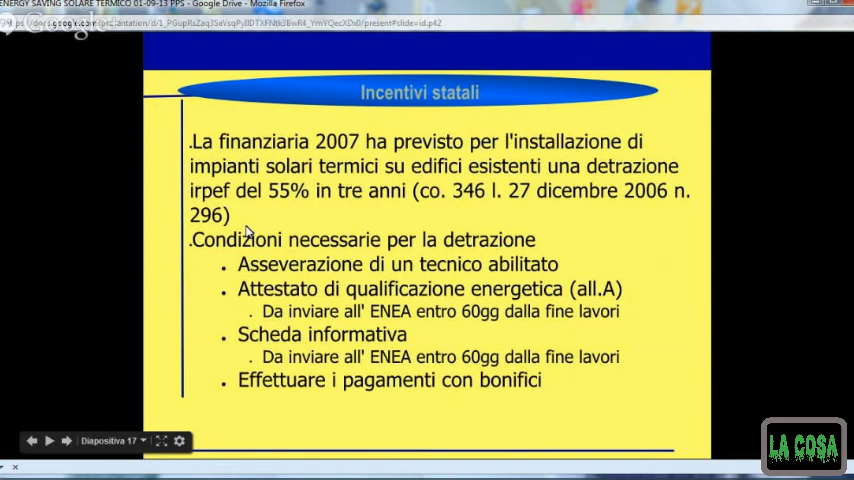 ENERGY SAVING SOLARE TERMICO 01-09-13 PPS - Google Drive - Mozilla Firefox
Google
Incentivi statali
.La finanziaria 2007 ha previsto per l'installazione di
impianti solari termici su edifici esistenti una detrazione
irpef del 55% in tre anni (co. 346 l. 27 dicembre 2006 n.
296)
.Condizioni necessarie per la detrazione
• Asseverazione di un tecnico abilitato
• Attestato di qualificazione energetica (all.A)
. Da inviare all' ENEA entro 60gg dalla fine lavori
• Scheda informativa
. Da inviare all' ENEA entro 60gg dalla fine lavori
• Effettuare i pagamenti con bonifici
Diapositiva 17
LA COSA